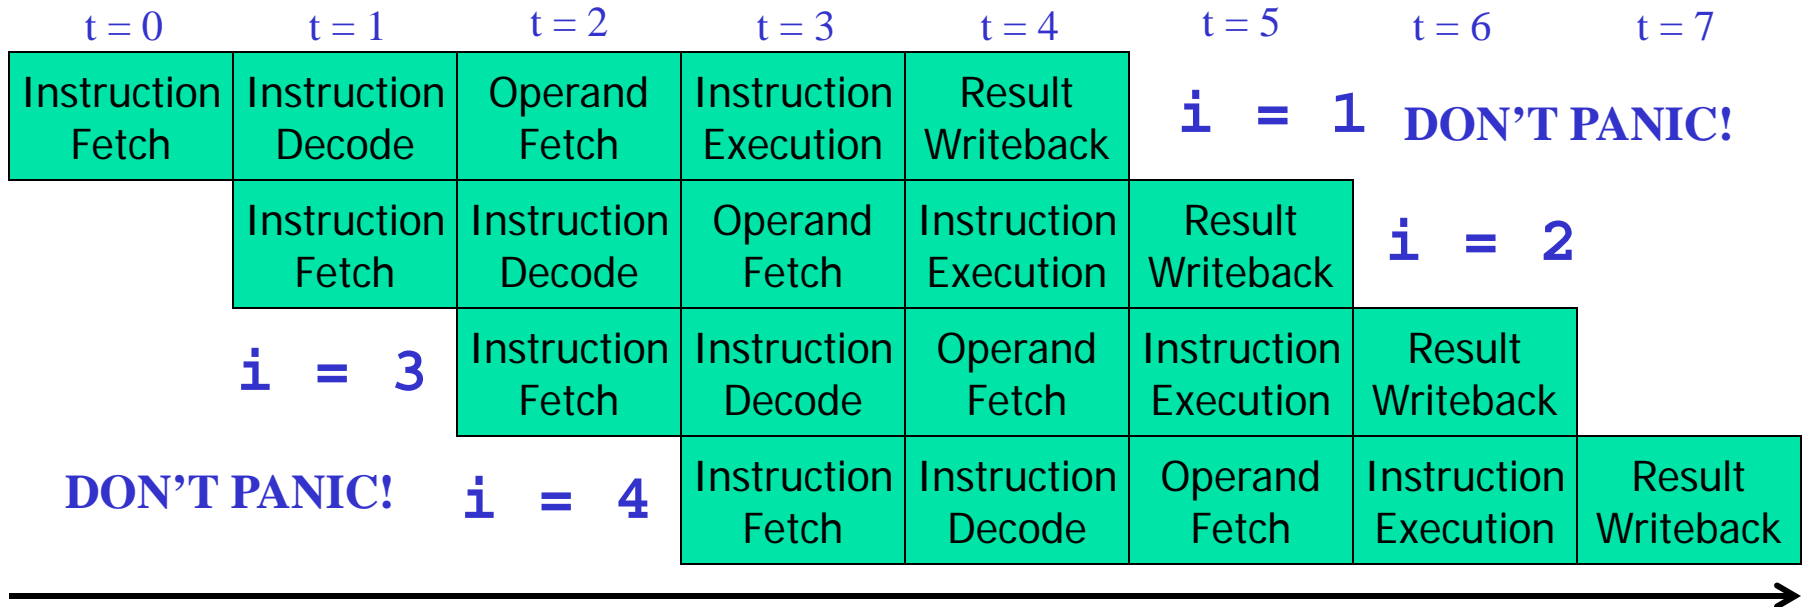 t = 0 t = 1 t = 2 t = 3 t = 4 t = 5 t = 6 t = 7
Instruction Instruction Operand Instruction Result
Fetch Decode Fetch Execution Writeback
i = 1 DON'T PANIC!
Instruction Instruction Operand Instruction Result
Fetch Decode Fetch Execution Writeback
i = 2
i = 3
Instruction Instruction Operand Instruction Result
Fetch Decode Fetch Execution Writeback
DON'T PANIC! i = 4
Instruction Instruction Operand Instruction Result
Fetch Decode Fetch Execution Writeback